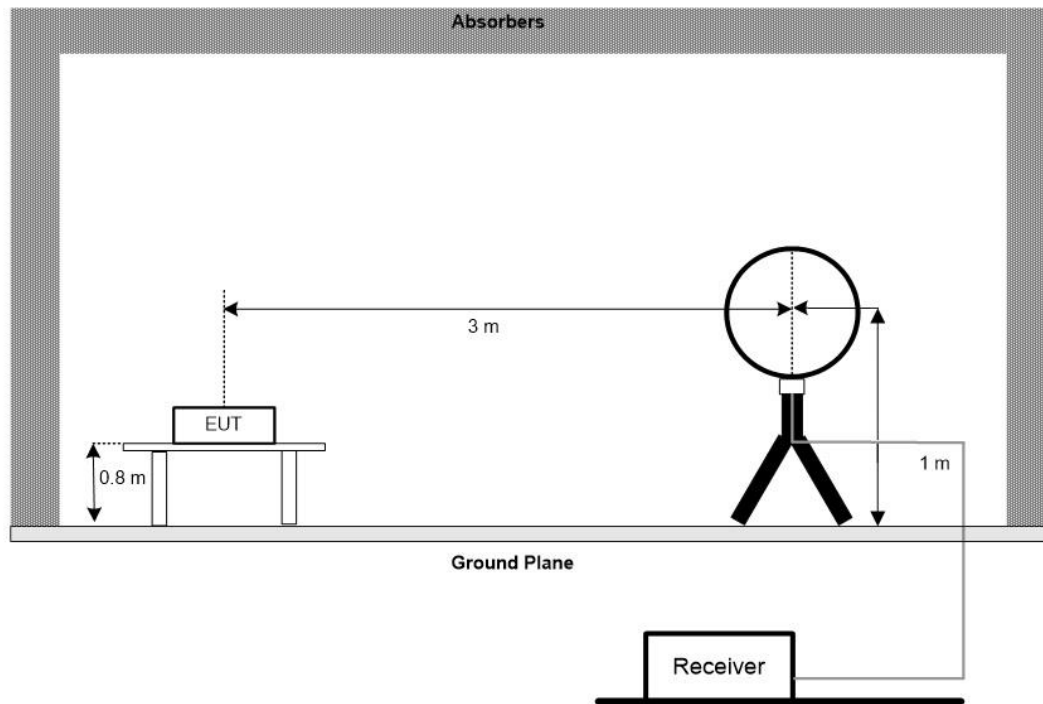 Absorbers
3 m
EUT
0.8 m
1 m
Ground Plane
Receiver